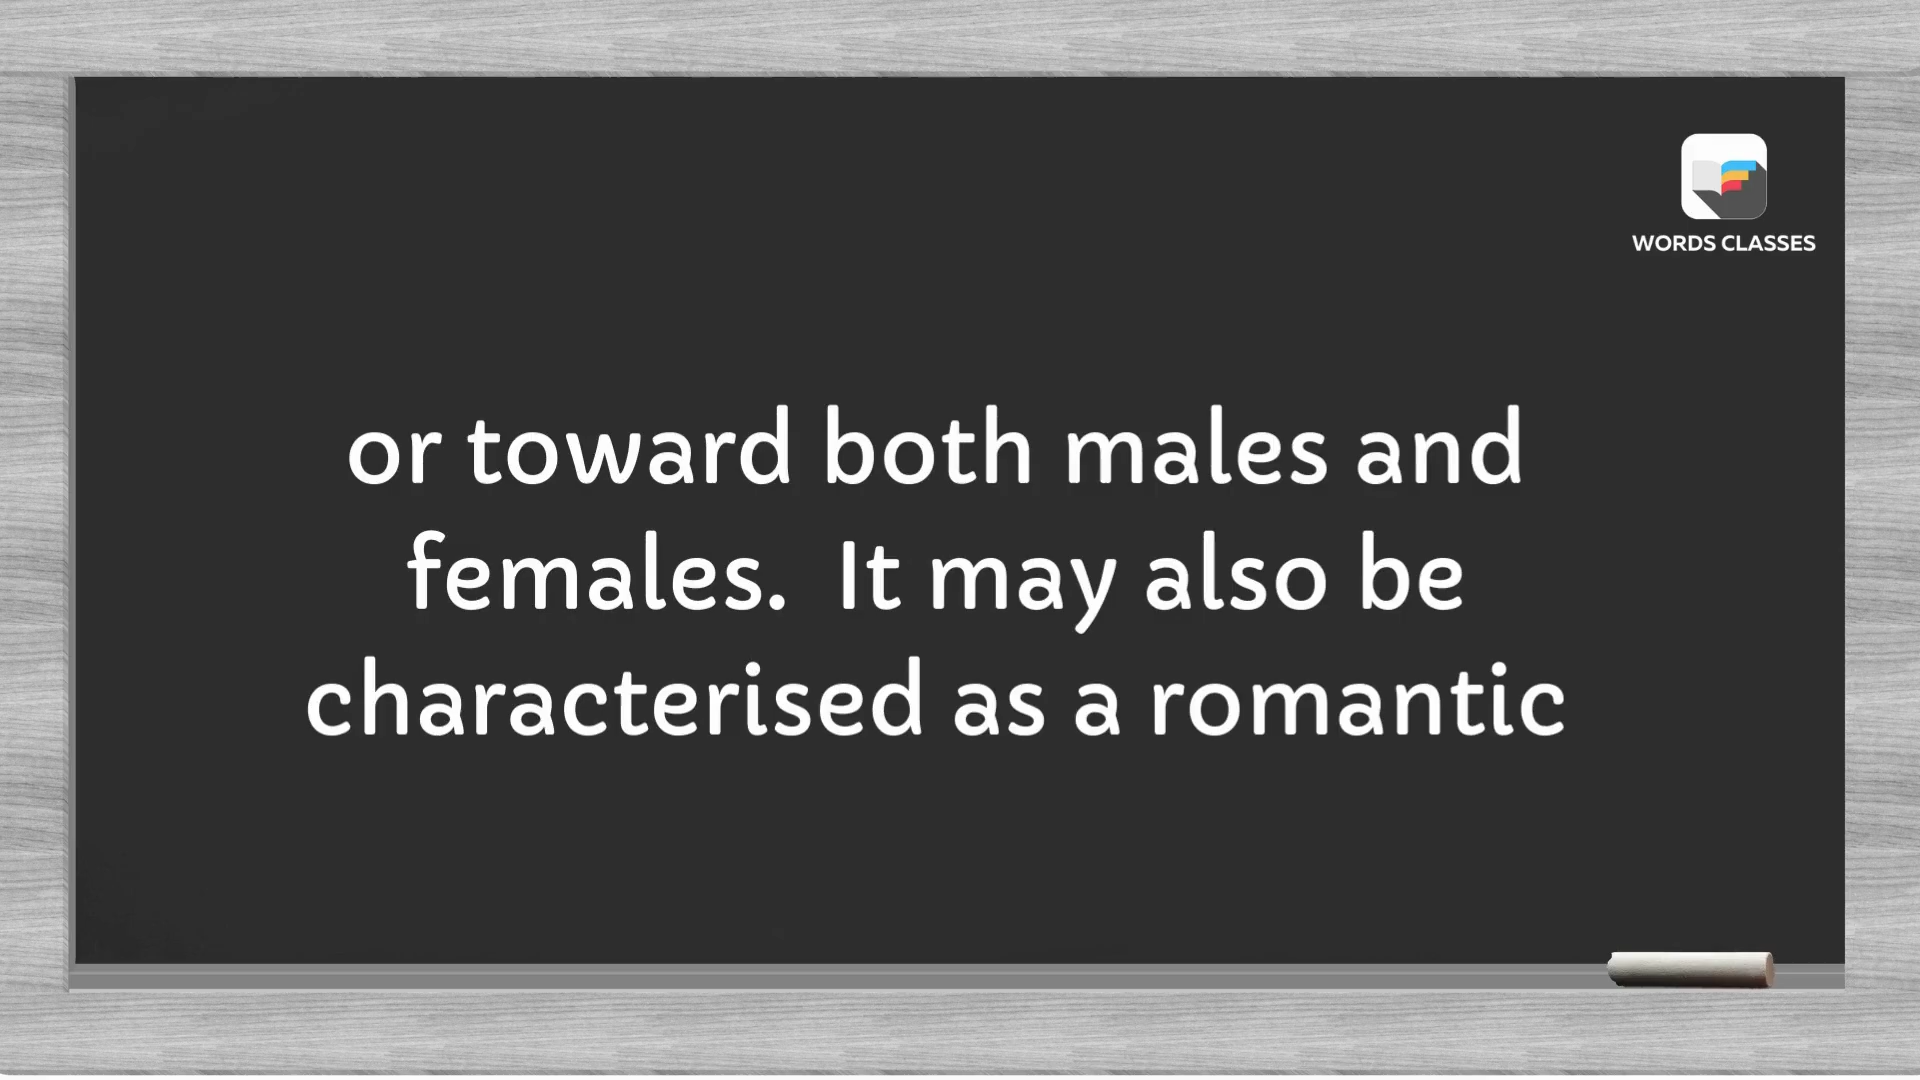 WORDS CLASSES
or toward both males and
females.  It may also be
characterised as a romantic